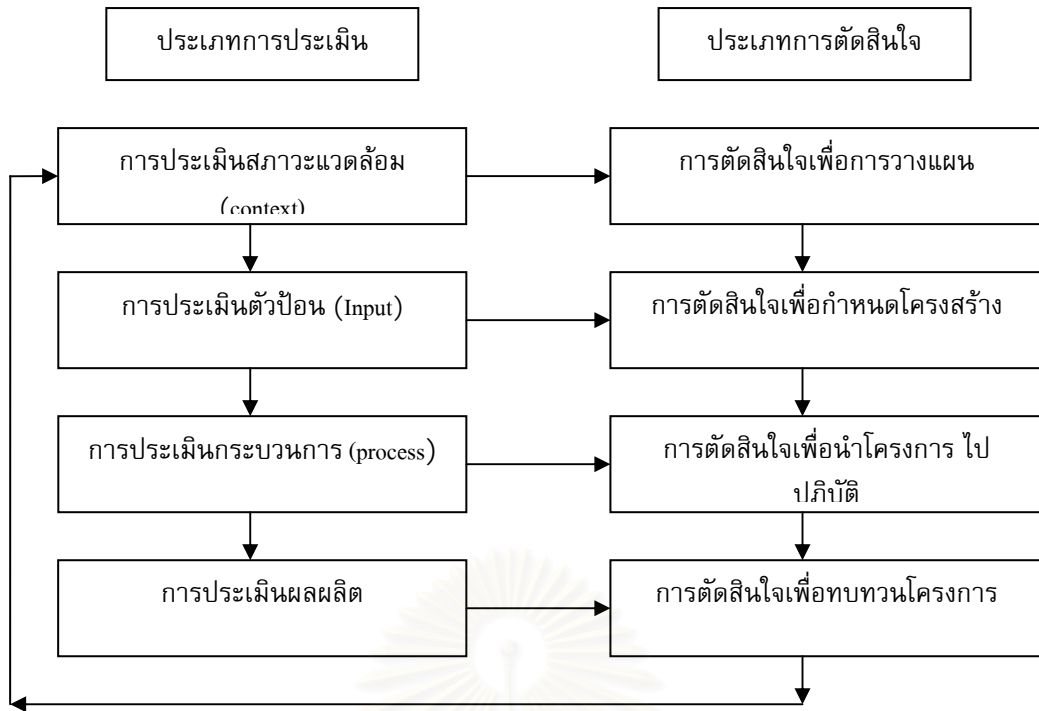 ประเภทการประเมิน
ประเภทการตัดสินใจ
การประเมินสภาวะแวดล้อม
(context)
การตัดสินใจเพื่อการวางแผน
การประเมินตัวป้อน (Input)
การตัดสินใจเพื่อกำหนดโครงสร้าง
การประเมินกระบวนการ (process)
การตัดสินใจเพื่อนำโครงการ ไป
ปฏิบัติ
การประเมินผลผลิต
การตัดสินใจเพื่อทบทวนโครงการ